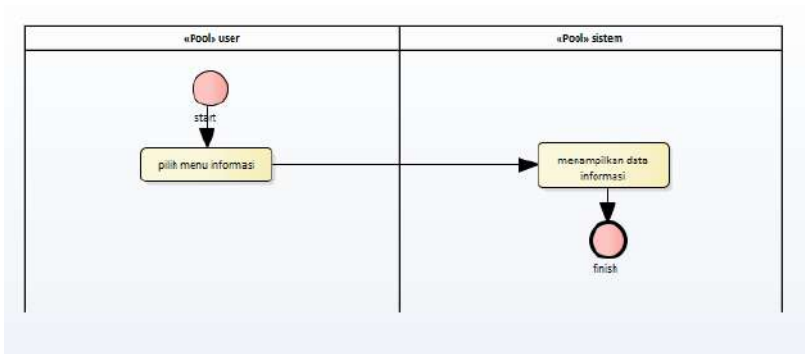 «Pool» user
«Pool» sistem
start
pilih menu informasi
menampilkan data
informasi
finish